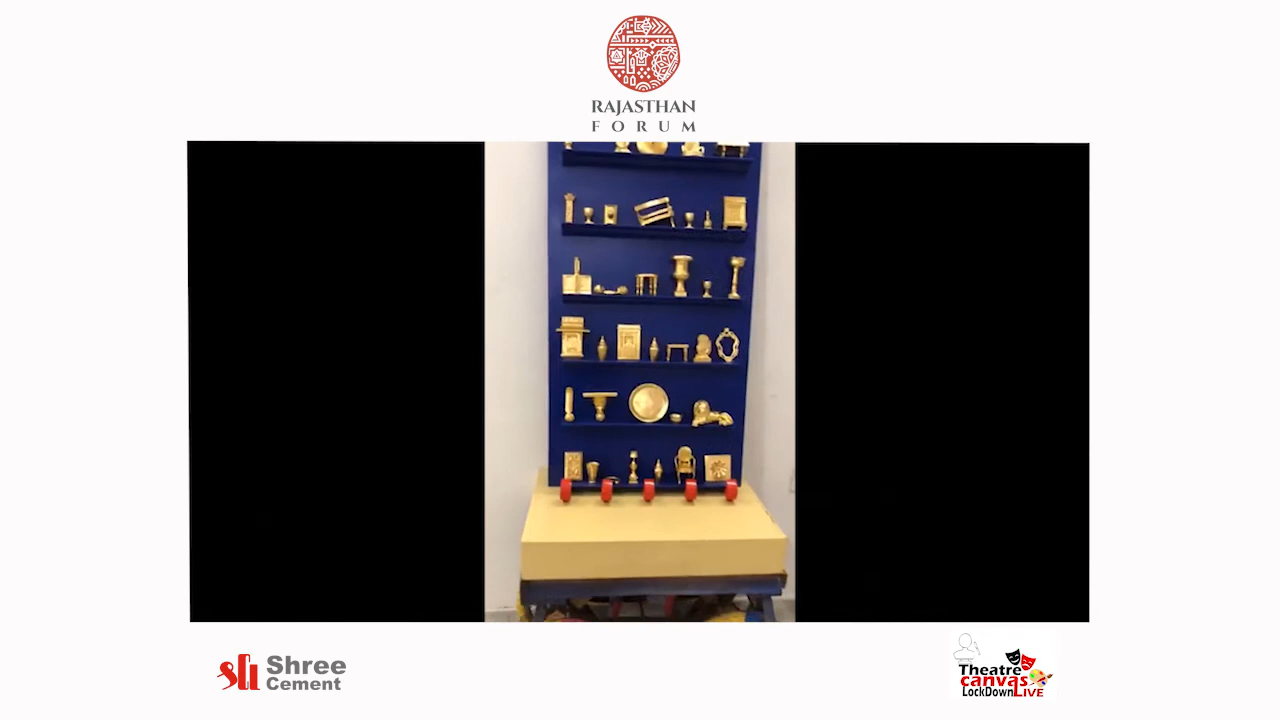 RAJASTHAN
FORUM
Shree
Cement
Theatre
canvas
LockDown LIVE